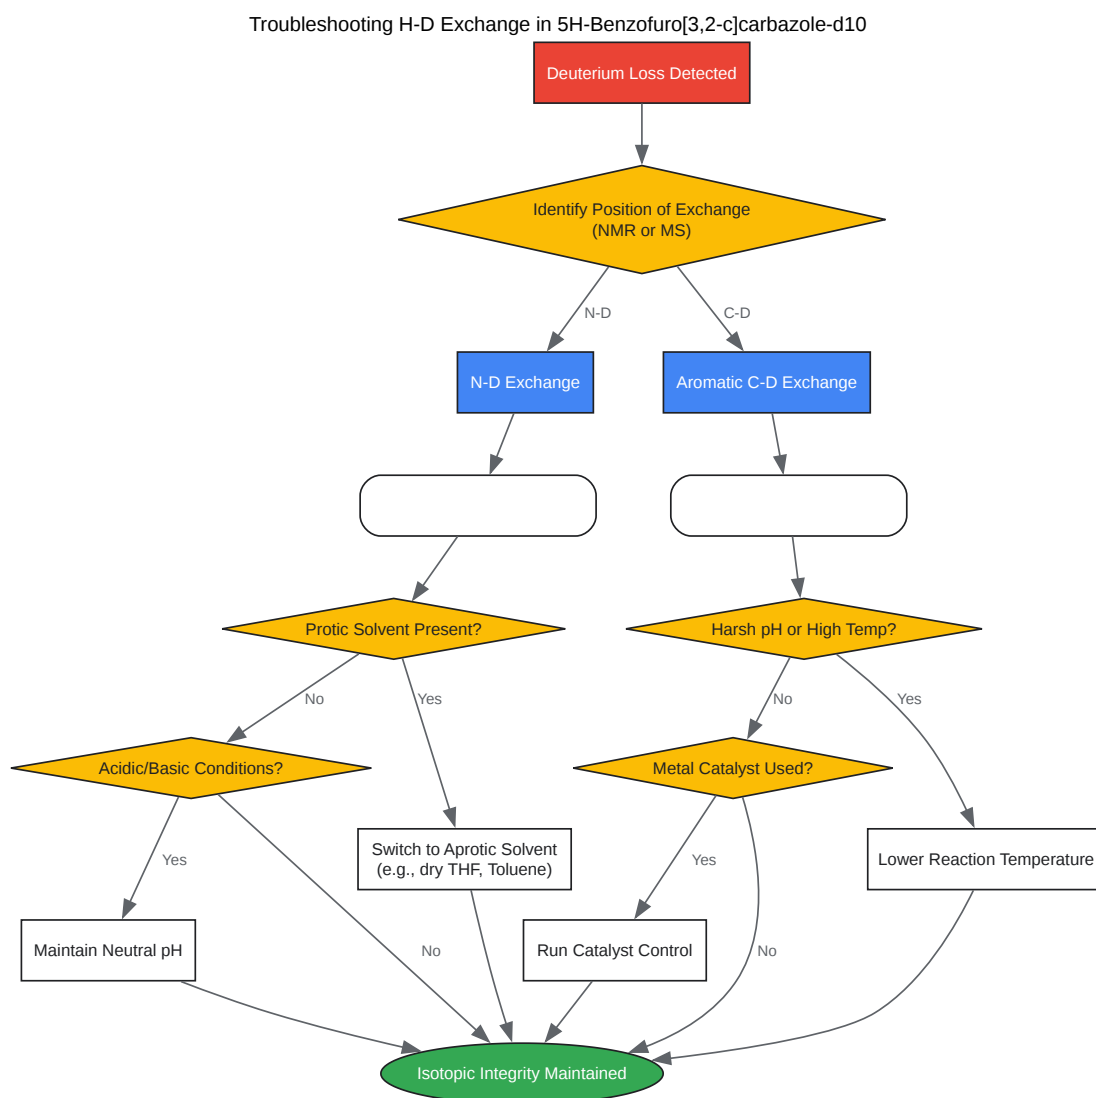 Troubleshooting H-D Exchange in 5H-Benzofuro[3,2-c]carbazole-d10
Deuterium Loss Detected
Identify Position of Exchange
(NMR or MS)
N-D
C-D
N-D Exchange
Aromatic C-D Exchange
Protic Solvent Present?
Harsh pH or High Temp?
No
Yes
No
Yes
Acidic/Basic Conditions?
Metal Catalyst Used?
Switch to Aprotic Solvent
(e.g., dry THF, Toluene)
Lower Reaction Temperature
Yes
Yes
Maintain Neutral pH
No
Run Catalyst Control
No
Isotopic Integrity Maintained